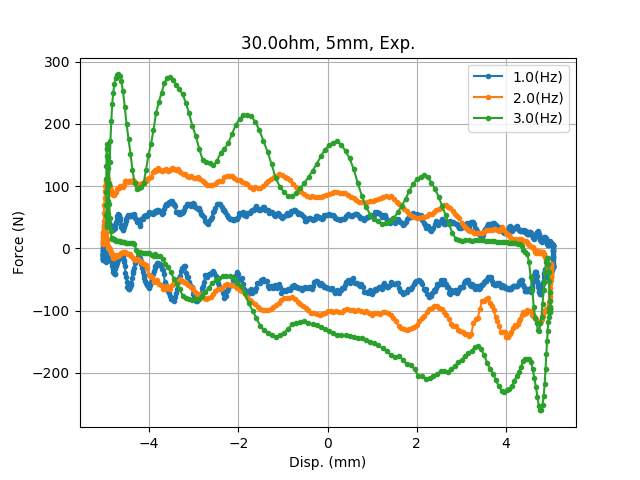 30.0ohm, 5mm, Exp.
1.0(Hz)
2.0(Hz)
3.0(Hz)
300
200
100
0
−100
−200
Force (N)
−4
−2
0
2
4
Disp. (mm)